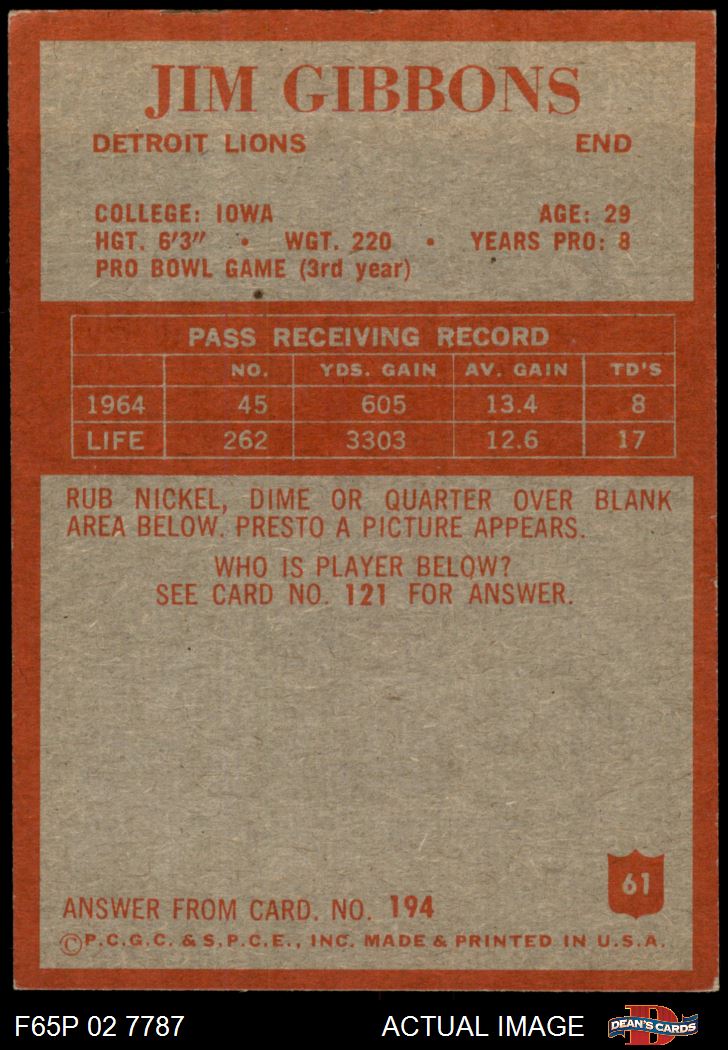 JIM GIBBONS
DETROIT LIONS END
COLLEGE: IOWA AGE: 29
HGT. 6'3" • WGT. 220 • YEARS PRO: 8
PRO BOWL GAME (3rd year)
PASS RECEIVING RECORD
NO. YDS. GAIN AV. GAIN TD'S
1964 45 605 13.4 8
LIFE 262 3303 12.6 17
RUB NICKEL, DIME OR QUARTER OVER BLANK
AREA BELOW. PRESTO A PICTURE APPEARS.
WHO IS PLAYER BELOW?
SEE CARD NO. 121 FOR ANSWER.
61
ANSWER FROM CARD. NO. 194
©P.C.G.C. & S.P.C.E., INC. MADE & PRINTED IN U.S.A.
F65P 02 7787 ACTUAL IMAGE D DEAN'S CARDS